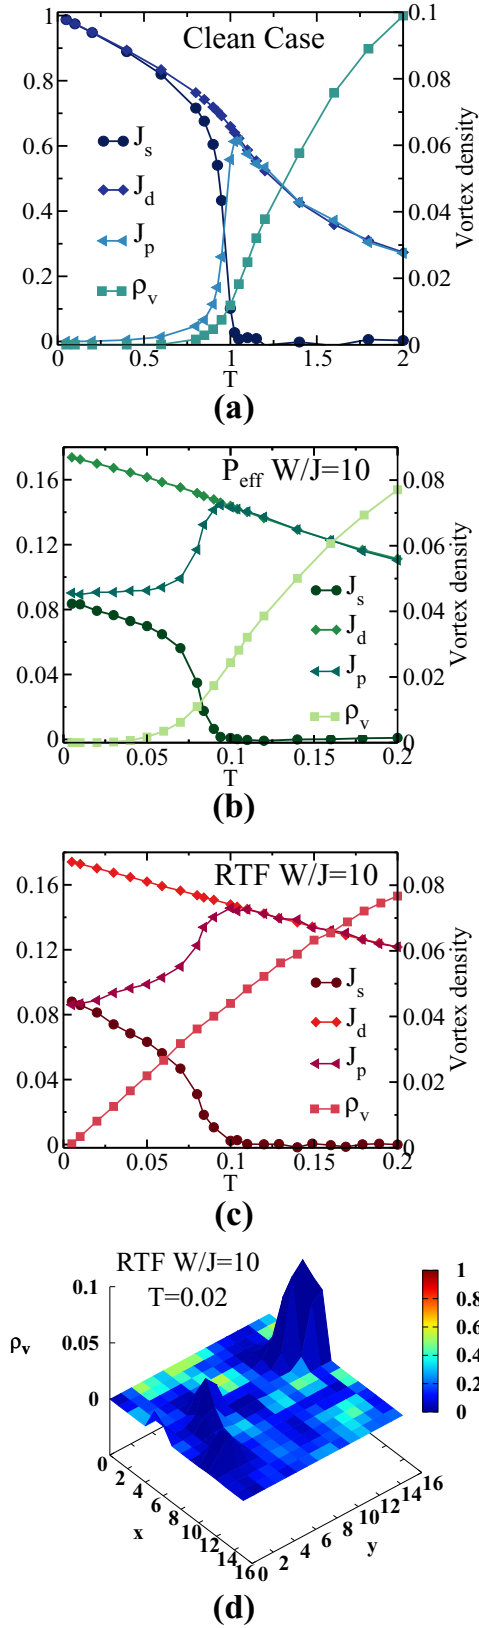 Clean Case
1
0.8
0.6
0.4
0.2
0
0.1
0.08
0.06
0.04
0.02
0
Vortex density
J_s
J_d
J_p
ρ_v
0 0.5 1 1.5 2
T
(a)
P_eff W/J=10
0.16
0.12
0.08
0.04
0
0.08
0.06
0.04
0.02
0
Vortex density
J_s
J_d
J_p
ρ_v
0 0.05 0.1 0.15 0.2
T
(b)
RTF W/J=10
0.16
0.12
0.08
0.04
0
0.08
0.06
0.04
0.02
0
Vortex density
J_s
J_d
J_p
ρ_v
0 0.05 0.1 0.15 0.2
T
(c)
RTF W/J=10
T=0.02
0.1
0.05
0
ρ_v
1
0.8
0.6
0.4
0.2
0
0 2 4 6 8 10 12 14 16
x
0 2 4 6 8 10 12 14 16
y
(d)